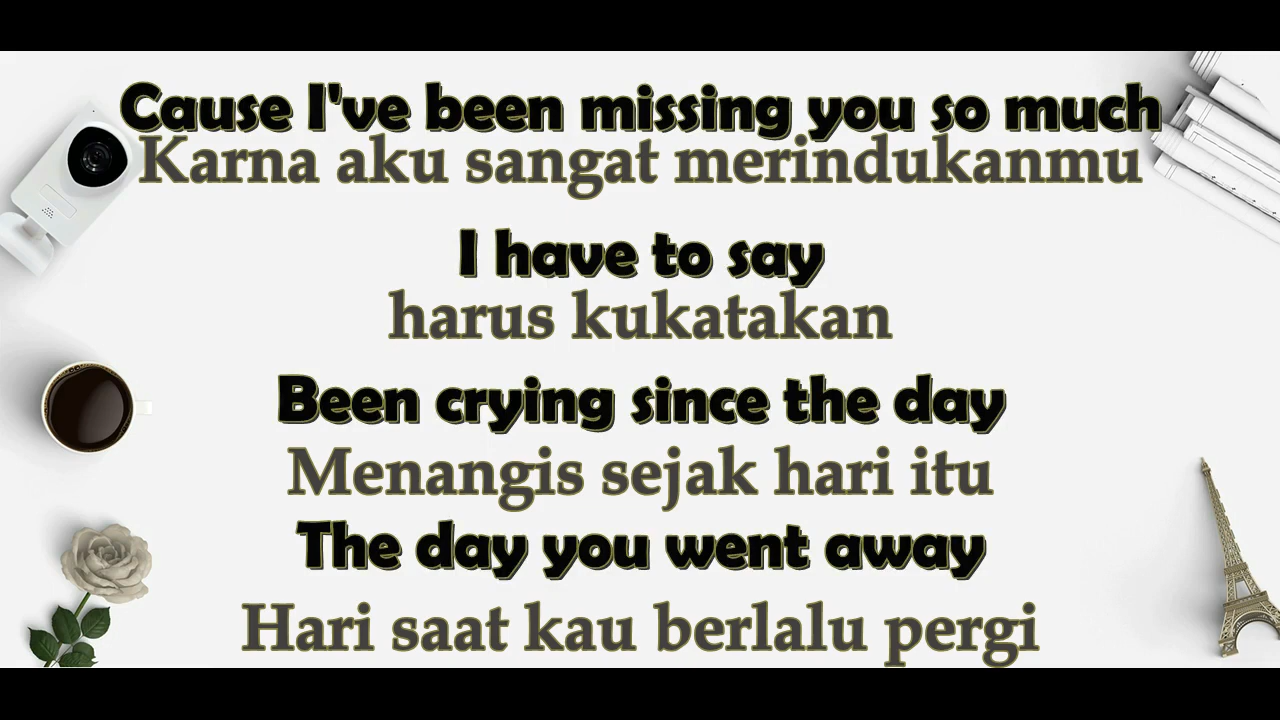 Cause I've been missing you so much
Karna aku sangat merindukanmu
I have to say
harus kukatakan
Been crying since the day
Menangis sejak hari itu
The day you went away
Hari saat kau berlalu pergi